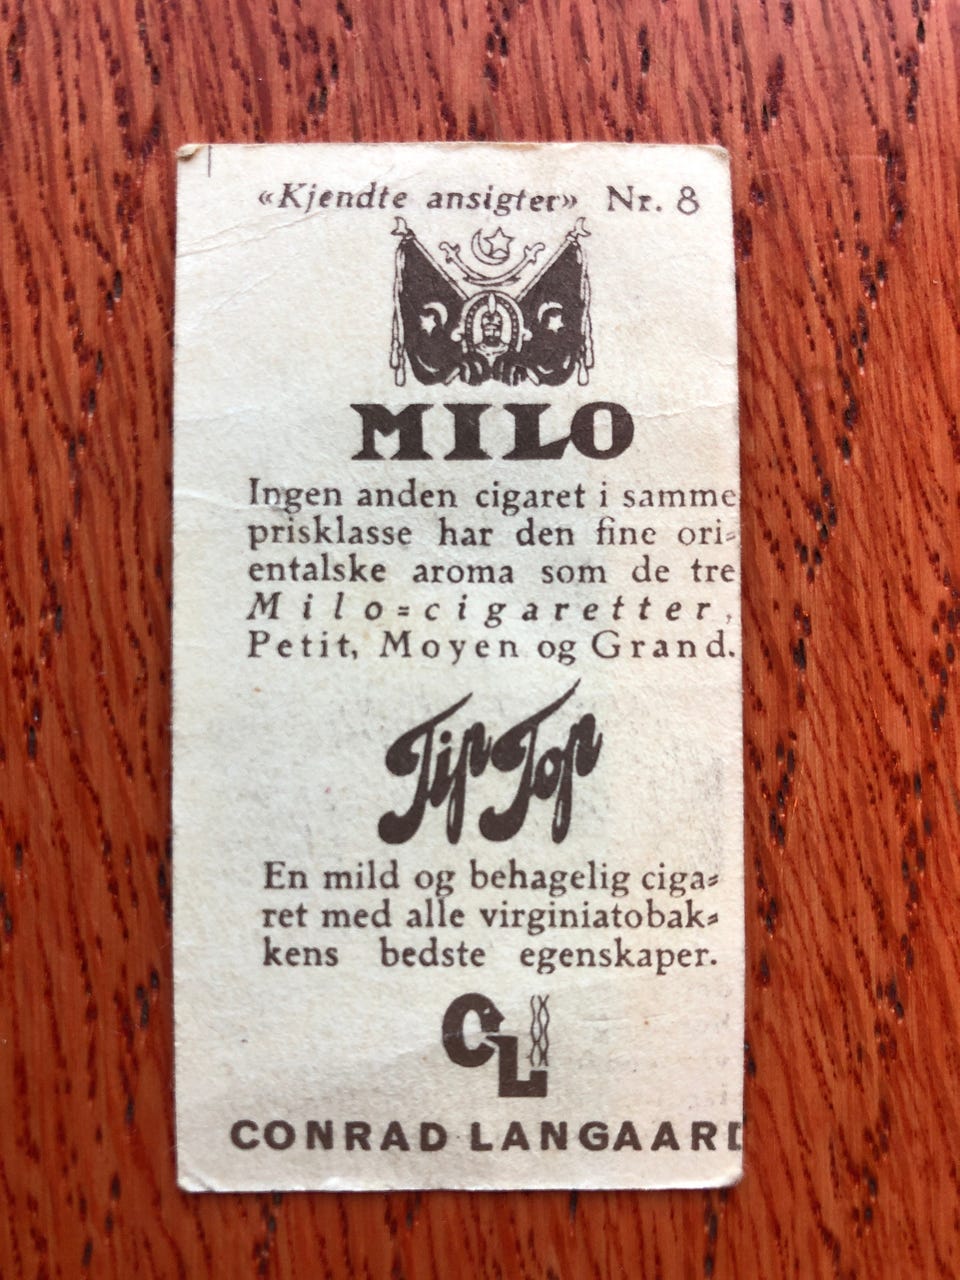 «Kjendte ansigter» Nr. 8
MILO
Ingen anden cigaret i samme
prisklasse har den fine ori=
entalske aroma som de tre
Milo=cigaretter,
Petit, Moyen og Grand.
Tip Top
En mild og behagelig ciga=
ret med alle virginiatobak=
kens bedste egenskaper.
CL
CONRAD LANGAARD